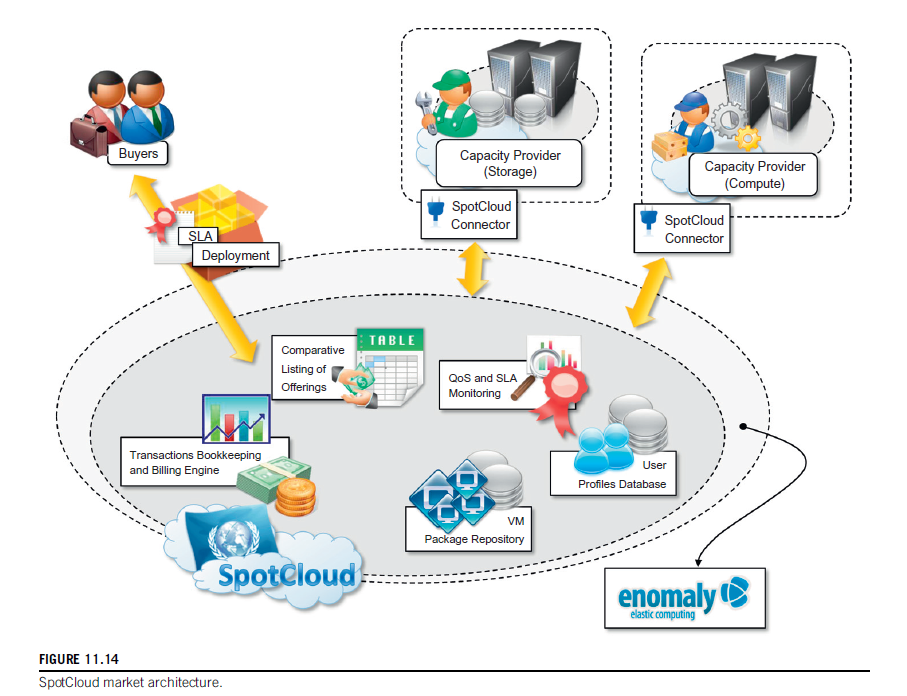 Buyers
SLA
Deployment
Capacity Provider
(Storage)
SpotCloud
Connector
Capacity Provider
(Compute)
SpotCloud
Connector
Comparative
Listing of
Offerings
TABLE
QoS and SLA
Monitoring
Transactions Bookkeeping
and Billing Engine
User
Profiles Database
VM
Package Repository
SpotCloud
enomaly
elastic computing
FIGURE 11.14
SpotCloud market architecture.